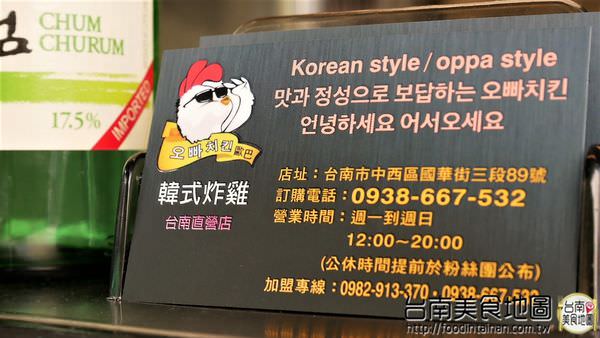 CHUM
CHURUM
17.5%
IMPORTED
Korean style / oppa style
맛과 정성으로 보답하는 오빠치킨
언녕하세요 어서오세요
오빠치킨 歐巴
韓式炸雞
台南直營店
店址：台南市中西區國華街三段89號
訂購電話：0938-667-532
營業時間：週一到週日
12:00~20:00
(公休時間提前於粉絲團公布)
加盟專線：0982-913-370、0938-667-532
台南美食地圖
http://foodintainan.com.tw
台南
美食地圖